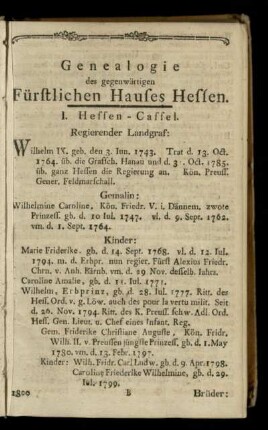 Genealogie
des gegenwärtigen
Fürstlichen Hauses Hessen.
I. Hessen-Cassel.
Regierender Landgraf:
Wilhelm IX. geb. den 3. Jun. 1743. Trat d. 13. Oct.
1764. üb. die Grafsch. Hanau und d. 3. Oct. 1785.
üb. ganz Hessen die Regierung an. Kön. Preuss.
Gener. Feldmarschall.
Gemalin:
Wilhelmine Caroline, Kön. Fridr. V. i. Dännem. zwote
Prinzess. gb. d. 10 Jul. 1747. vl. d. 9. Sept. 1762.
vm. d. 1. Sept. 1764.
Kinder:
Marie Friderike. gb. d. 14. Sept. 1768. vl. d. 12. Jul.
1794. m. d. Erbpr. nun regier. Fürst Alexius Friedr.
Chrn. v. Anh. Bärnb. vm. d. 29 Nov. desselb. Jahrs.
Caroline Amalie, gb. d. 11. Jul. 1771.
Wilhelm, Erbprinz, gb. d. 28. Jul. 1777. Ritt. des
Hess. Ord. v. g. Löw. auch des pour la vertu milit. Seit
d. 20. Nov. 1794. Ritt. des K. Preuss. schw. Adl. Ord.
Hess. Gen. Lieut. u. Chef eines Infant. Reg.
Gem. Friderike Christiane Auguste, Kön. Fridr.
Wilh. II. v. Preussen jüngste Prinzess, gb. d. 1. May
1780. vm. d. 13. Febr. 1797.
Kinder: Wilh. Fridr. Carl Ludw. gb. d. 9. Apr. 1798.
Caroline Friederike Wilhelmine, gb. d. 29.
Jul. 1799.
1800 B Brüder: